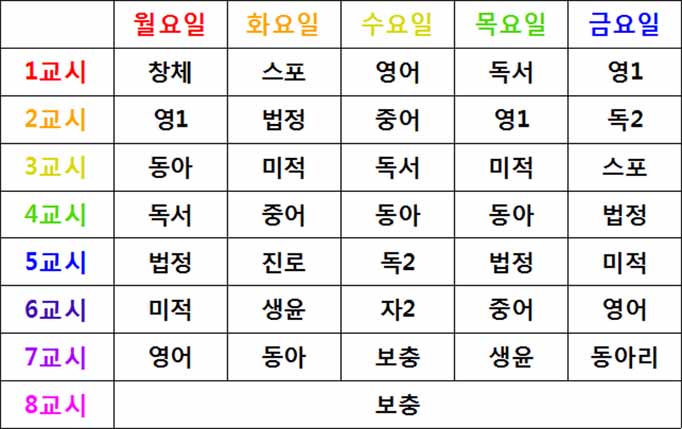 월요일 화요일 수요일 목요일 금요일
1교시 창체 스포 영어 독서 영1
2교시 영1 법정 중어 영1 독2
3교시 동아 미적 독서 미적 스포
4교시 독서 중어 동아 동아 법정
5교시 법정 진로 독2 법정 미적
6교시 미적 생윤 자2 중어 영어
7교시 영어 동아 보충 생윤 동아리
8교시 보충